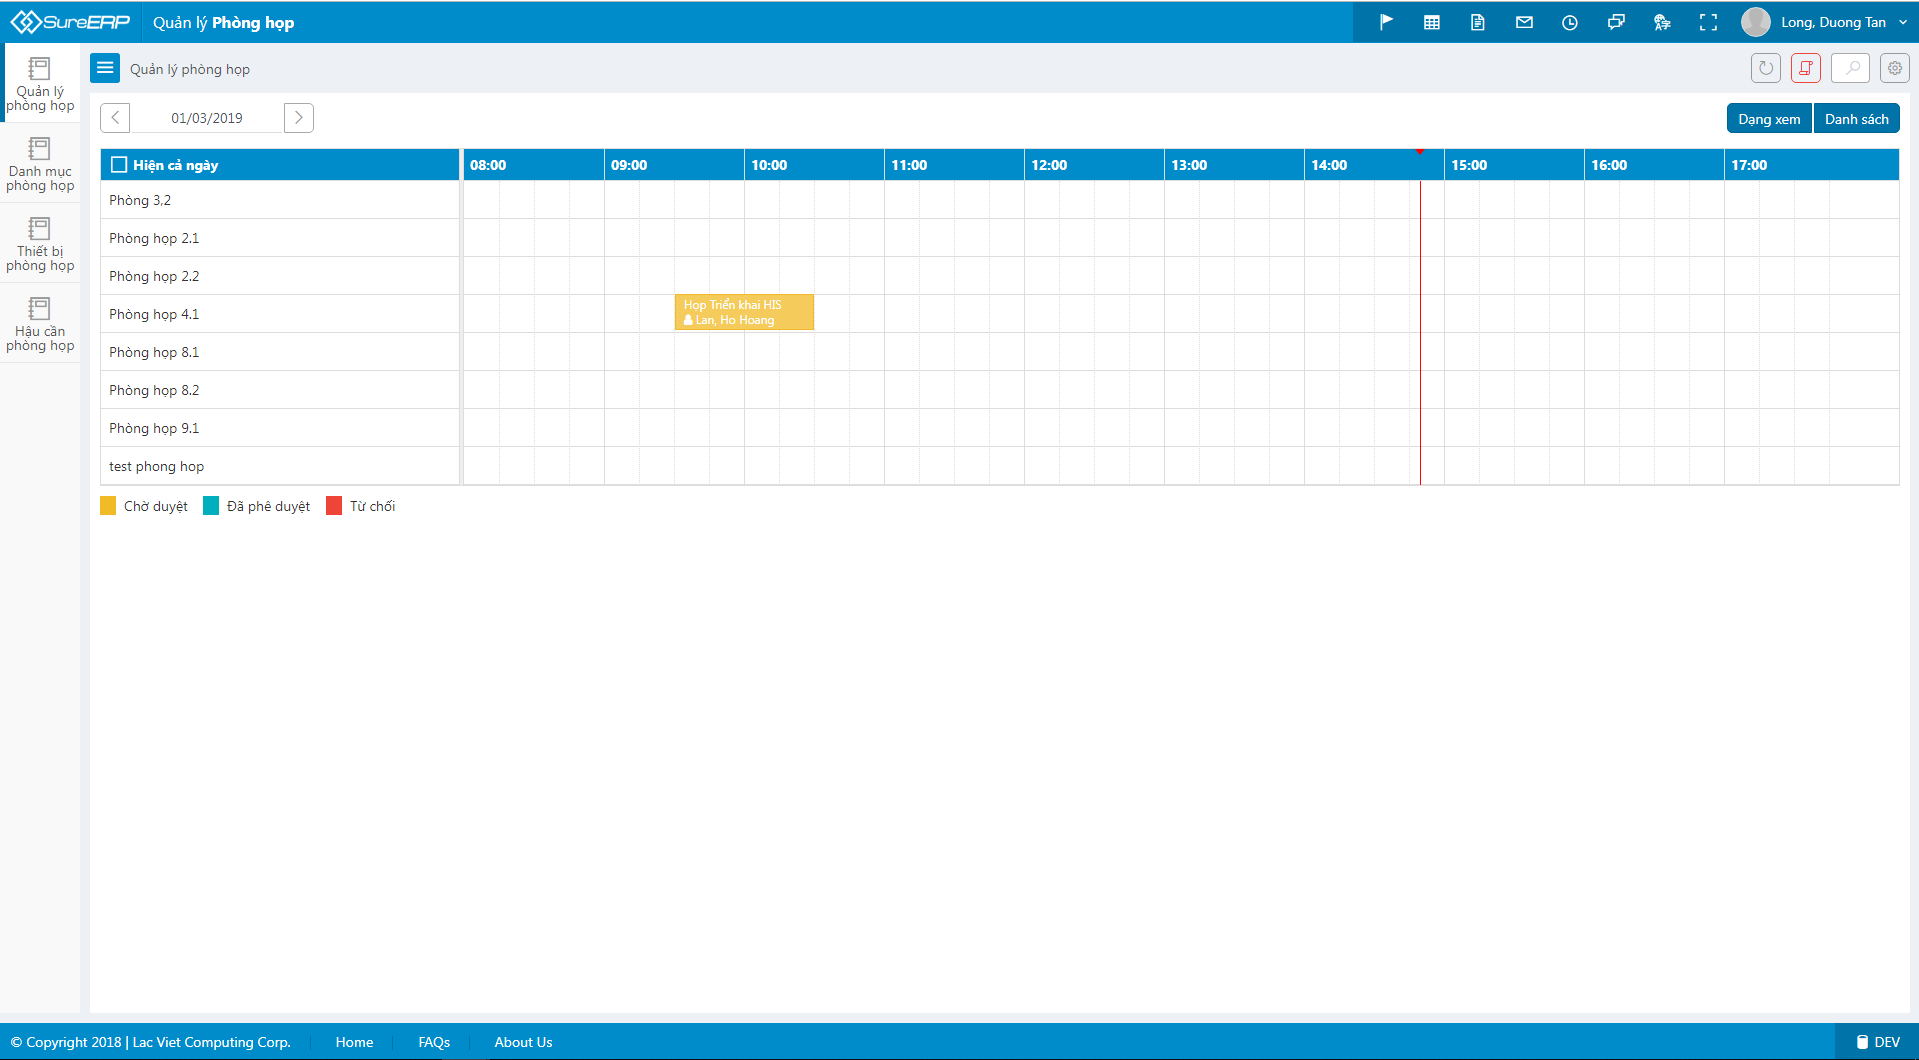 SureERP
Quản lý Phòng họp
Long, Duong Tan
Quản lý
phòng họp
Danh mục
phòng họp
Thiết bị
phòng họp
Hậu cần
phòng họp
Quản lý phòng họp
01/03/2019
Dạng xem
Danh sách
Hiện cả ngày
08:00
09:00
10:00
11:00
12:00
13:00
14:00
15:00
16:00
17:00
Phòng 3,2
Phòng họp 2.1
Phòng họp 2.2
Phòng họp 4.1
Họp Triển khai HIS
Lan, Ho Hoang
Phòng họp 8.1
Phòng họp 8.2
Phòng họp 9.1
test phong hop
Chờ duyệt
Đã phê duyệt
Từ chối
© Copyright 2018 | Lac Viet Computing Corp.
Home
FAQs
About Us
DEV